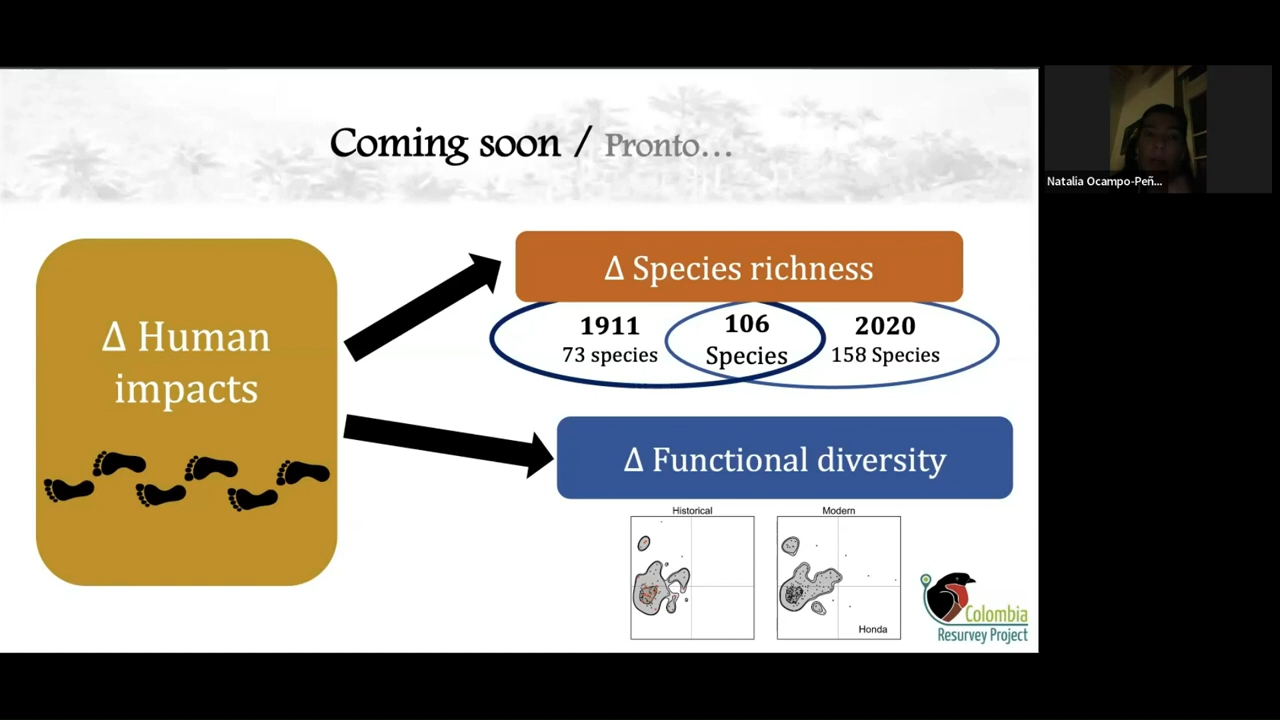 Coming soon / Pronto...
Natalia Ocampo-Peñ...
Δ Human
impacts
Δ Species richness
1911
73 species
106
Species
2020
158 Species
Δ Functional diversity
Historical
Modern
Honda
Colombia
Resurvey Project